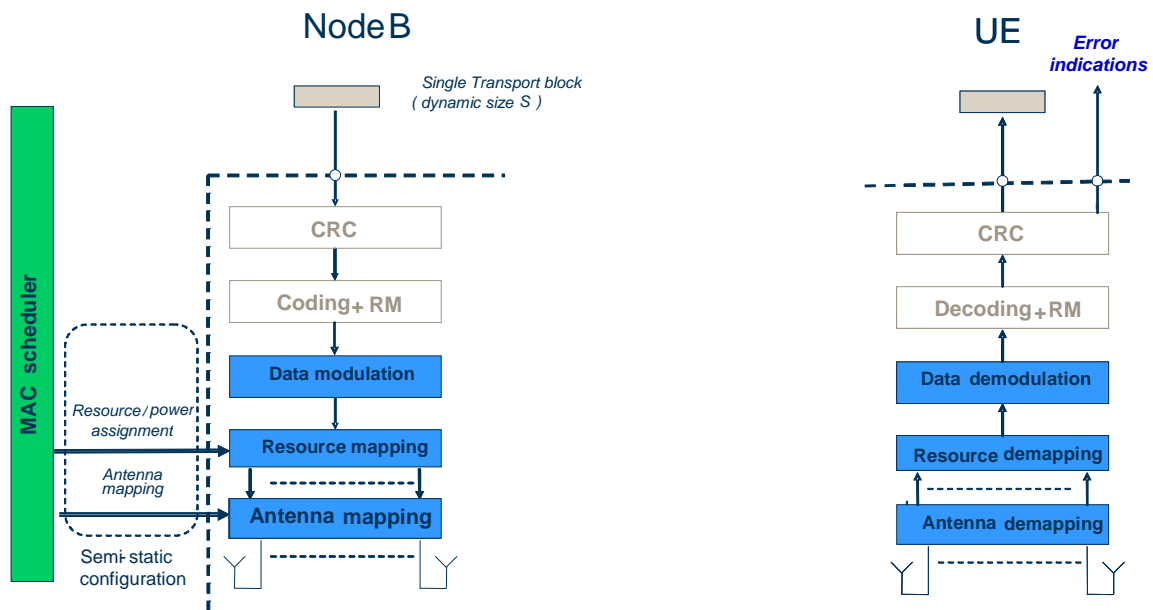 Node B
UE
Error
indications
Single Transport block
( dynamic size S )
CRC
Coding+ RM
Data modulation
Resource mapping
Antenna mapping
MAC scheduler
Resource/ power
assignment
Antenna
mapping
Semi-static
configuration
CRC
Decoding+RM
Data demodulation
Resource demapping
Antenna demapping